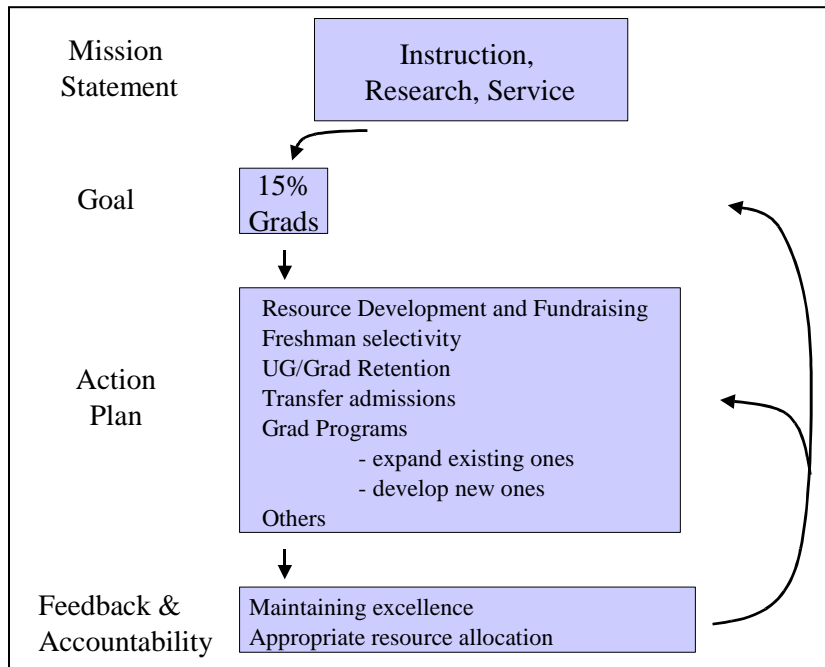 Mission
Statement
Instruction,
Research, Service
Goal
15%
Grads
Action
Plan
Resource Development and Fundraising
Freshman selectivity
UG/Grad Retention
Transfer admissions
Grad Programs
- expand existing ones
- develop new ones
Others
Feedback &
Accountability
Maintaining excellence
Appropriate resource allocation